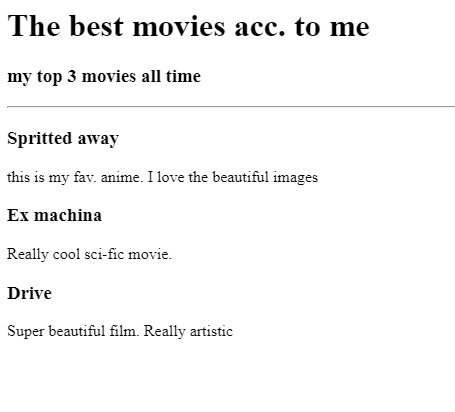 The best movies acc. to me
my top 3 movies all time
Spritted away
this is my fav. anime. I love the beautiful images
Ex machina
Really cool sci-fic movie.
Drive
Super beautiful film. Really artistic